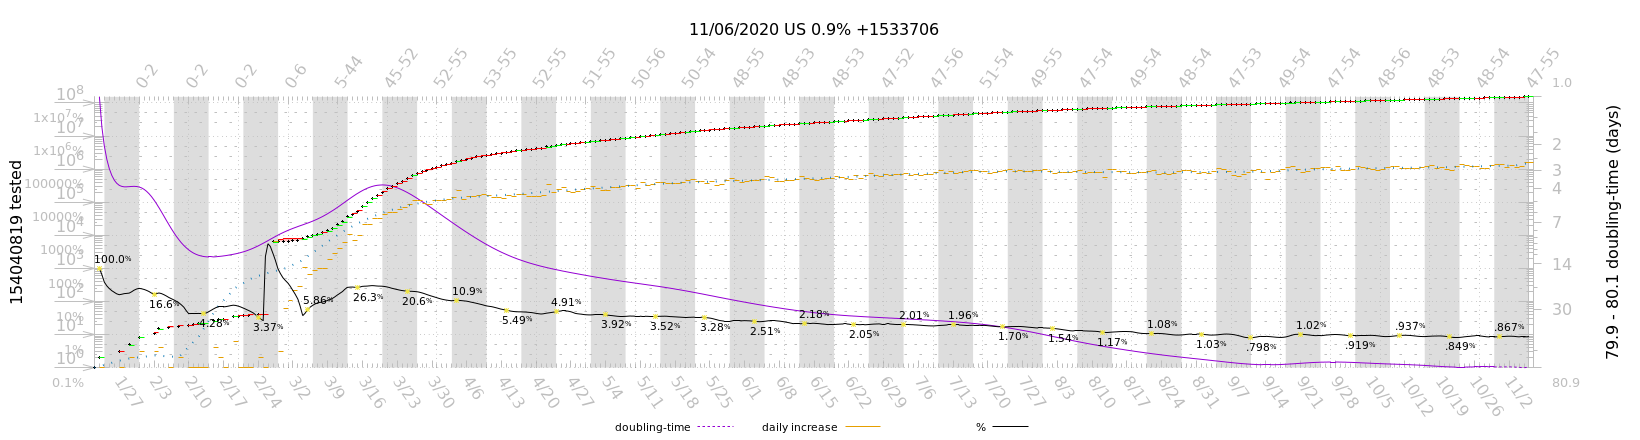 11/06/2020 US 0.9% +1533706
0-2 0-2 0-2 0-6 5-44 45-52 52-55 53-55 52-55 51-55 50-56 50-54 48-55 48-55 48-53 47-52 47-56 51-54 49-55 47-54 49-54 48-54 47-53 49-54 47-54 48-56 48-53 48-54 47-55
10⁸ 1.0
1x10⁷%
10⁷
2
1x10⁶%
10⁶
3
100000%
10⁵
4
10000%
10⁴
7
1000%
10³
14
100%
10²
30
10%
10¹
1%
10⁰
0.1% 80.9
154040819 tested
79.9 - 80.1 doubling-time (days)
100.0% 16.6% 4.28% 3.37% 5.86% 26.3% 20.6% 10.9% 5.49% 4.91% 3.92% 3.52% 3.28% 2.51% 2.18% 2.05% 2.01% 1.96% 1.70% 1.54% 1.17% 1.08% 1.03% .798% 1.02% .919% .937% .849% .867%
1/27 2/3 2/10 2/17 2/24 3/2 3/9 3/16 3/23 3/30 4/6 4/13 4/20 4/27 5/4 5/11 5/18 5/25 6/1 6/8 6/15 6/22 6/29 7/6 7/13 7/20 7/27 8/3 8/10 8/17 8/24 8/31 9/7 9/14 9/21 9/28 10/5 10/12 10/19 10/26 11/2
doubling-time daily increase %